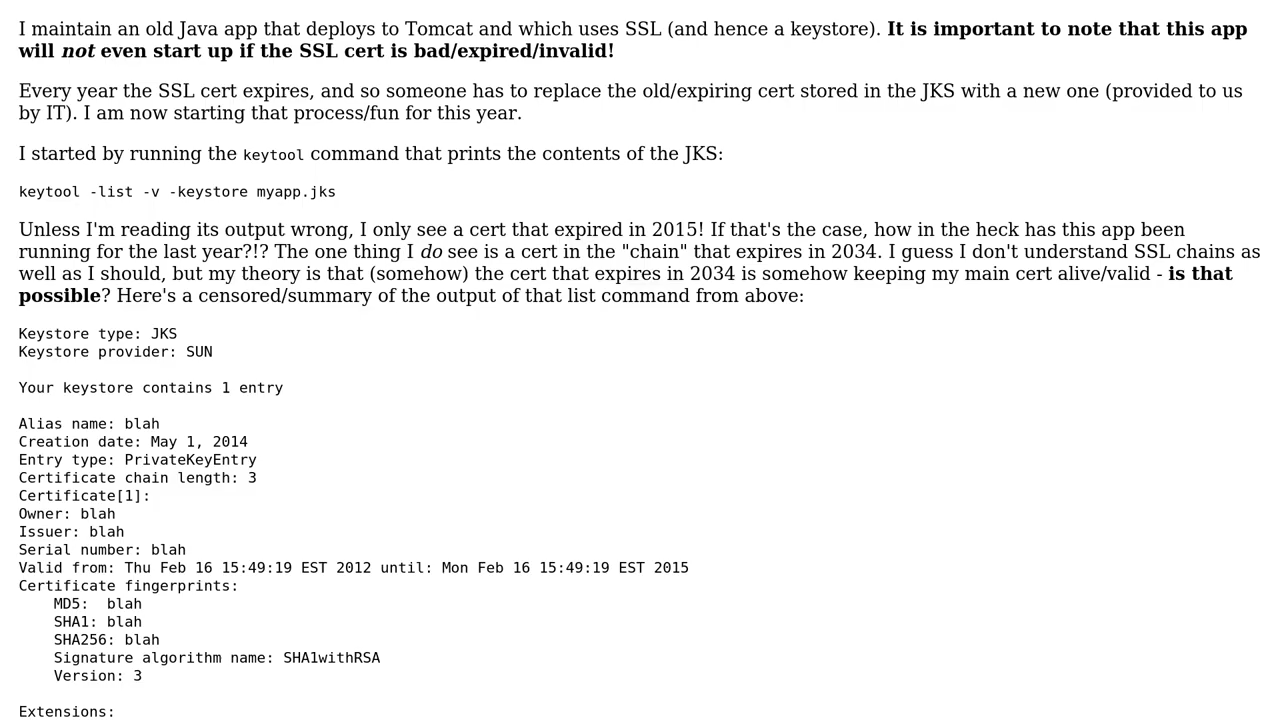 I maintain an old Java app that deploys to Tomcat and which uses SSL (and hence a keystore). It is important to note that this app
will not even start up if the SSL cert is bad/expired/invalid!
Every year the SSL cert expires, and so someone has to replace the old/expiring cert stored in the JKS with a new one (provided to us
by IT). I am now starting that process/fun for this year.
I started by running the keytool command that prints the contents of the JKS:
keytool -list -v -keystore myapp.jks
Unless I'm reading its output wrong, I only see a cert that expired in 2015! If that's the case, how in the heck has this app been
running for the last year?!? The one thing I do see is a cert in the "chain" that expires in 2034. I guess I don't understand SSL chains as
well as I should, but my theory is that (somehow) the cert that expires in 2034 is somehow keeping my main cert alive/valid - is that
possible? Here's a censored/summary of the output of that list command from above:
Keystore type: JKS
Keystore provider: SUN
Your keystore contains 1 entry
Alias name: blah
Creation date: May 1, 2014
Entry type: PrivateKeyEntry
Certificate chain length: 3
Certificate[1]:
Owner: blah
Issuer: blah
Serial number: blah
Valid from: Thu Feb 16 15:49:19 EST 2012 until: Mon Feb 16 15:49:19 EST 2015
Certificate fingerprints:
MD5:  blah
SHA1: blah
SHA256: blah
Signature algorithm name: SHA1withRSA
Version: 3
Extensions: